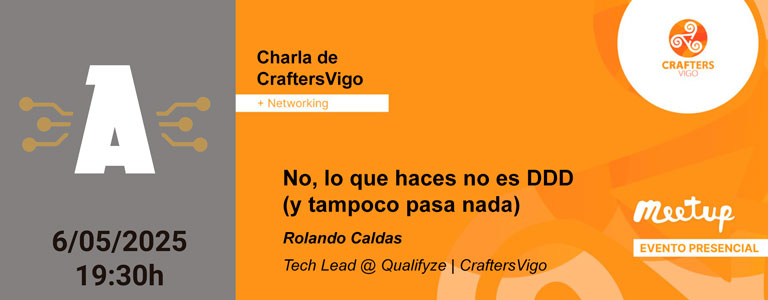 A
6/05/2025
19:30h
Charla de
CraftersVigo
+ Networking
CRAFTERS
VIGO
No, lo que haces no es DDD
(y tampoco pasa nada)
Rolando Caldas
Tech Lead @ Qualifyze | CraftersVigo
meetup
EVENTO PRESENCIAL